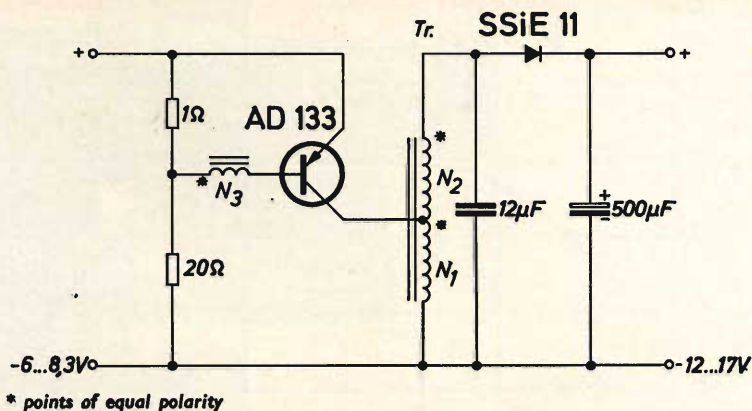 Tr. SSiE 11
+ +
1Ω AD 133
*
* N3 N2
*
12µF + 500µF
-
20Ω N1
-6...8,3V -12...17V.
* points of equal polarity